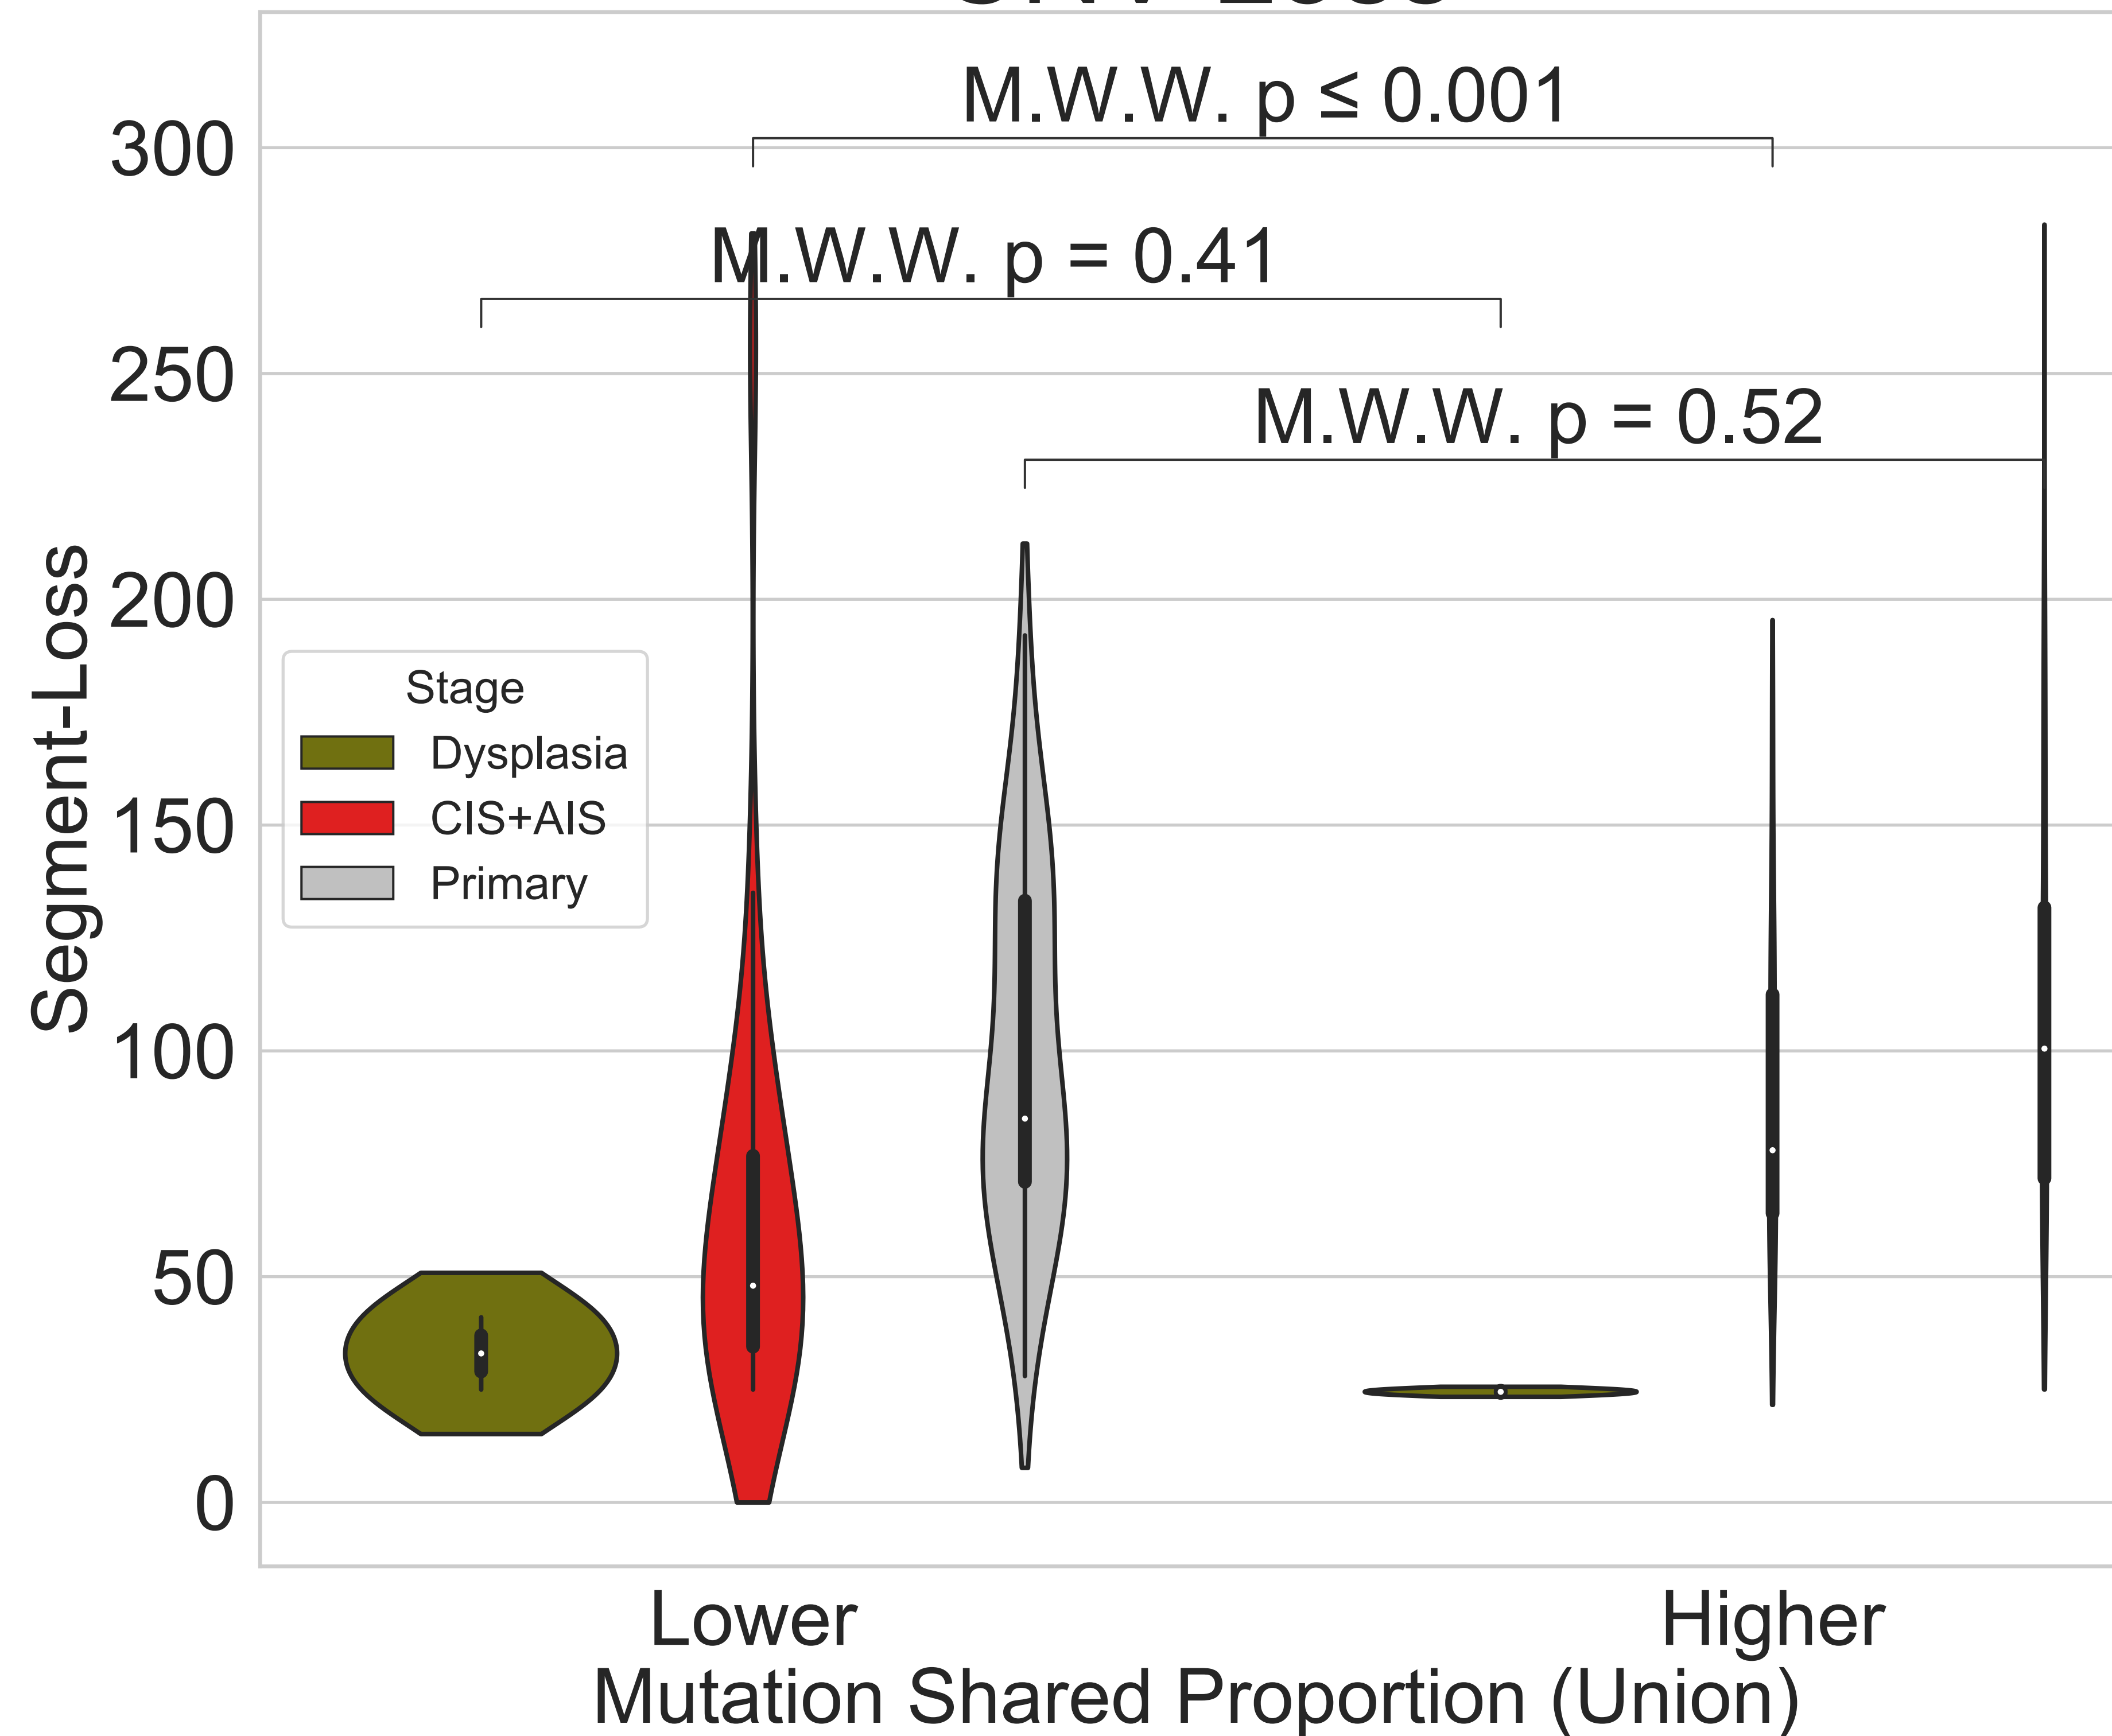 M.W.W. p ≤ 0.001
M.W.W. p = 0.41
M.W.W. p = 0.52
300
250
200
150
100
50
0
Segment-Loss
Stage
Dysplasia
CIS+AIS
Primary
Lower
Higher
Mutation Shared Proportion (Union)